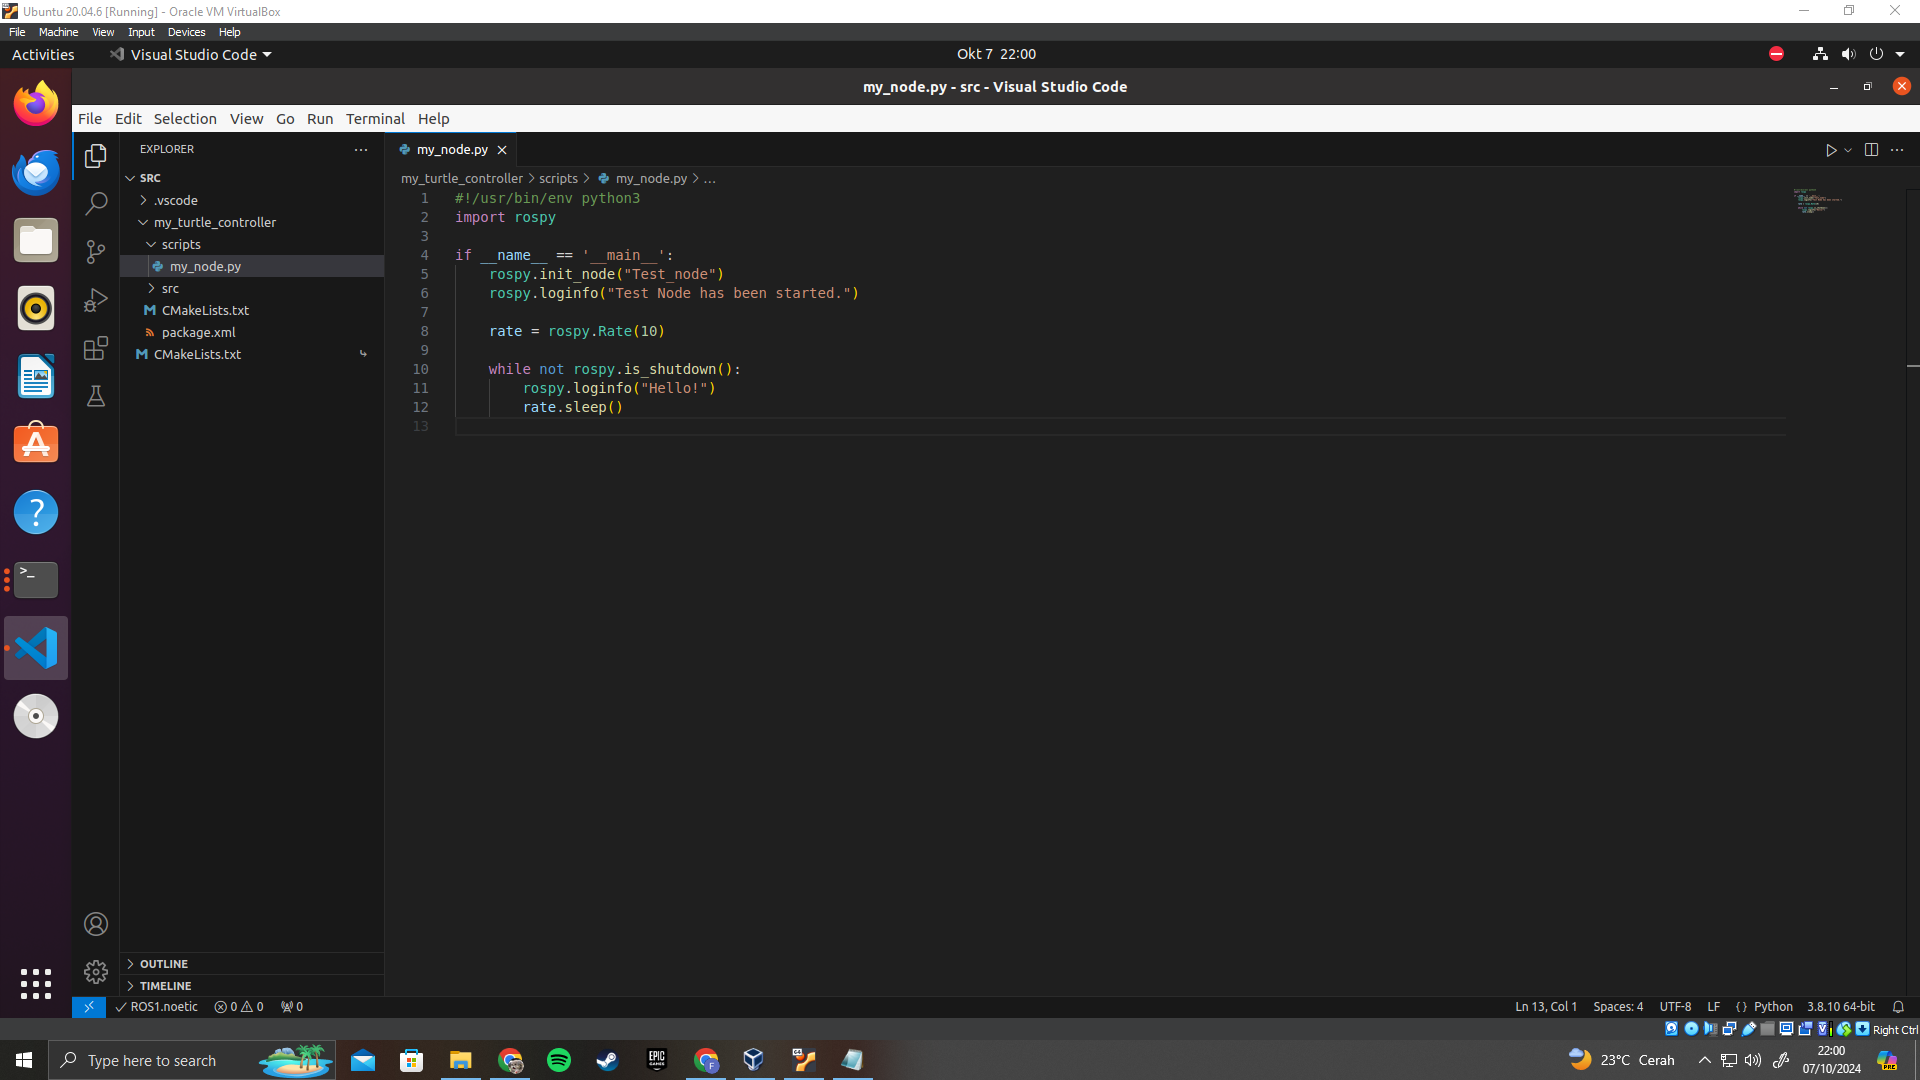 Ubuntu 20.04.6 [Running] - Oracle VM VirtualBox
File Machine View Input Devices Help
Activities Visual Studio Code Okt 7 22:00
my_node.py - src - Visual Studio Code
File Edit Selection View Go Run Terminal Help
EXPLORER
SRC
.vscode
my_turtle_controller
scripts
my_node.py
src
CMakeLists.txt
package.xml
CMakeLists.txt
OUTLINE
TIMELINE
my_node.py
my_turtle_controller > scripts > my_node.py > ...
1 #!/usr/bin/env python3
2 import rospy
3
4 if __name__ == '__main__':
5 rospy.init_node("Test_node")
6 rospy.loginfo("Test Node has been started.")
7
8 rate = rospy.Rate(10)
9
10 while not rospy.is_shutdown():
11 rospy.loginfo("Hello!")
12 rate.sleep()
13
ROS1.noetic 0 0 0 Ln 13, Col 1 Spaces: 4 UTF-8 LF {} Python 3.8.10 64-bit
Right Ctrl
Type here to search
EPIC GAMES
F
23°C Cerah
22:00
07/10/2024
PRE